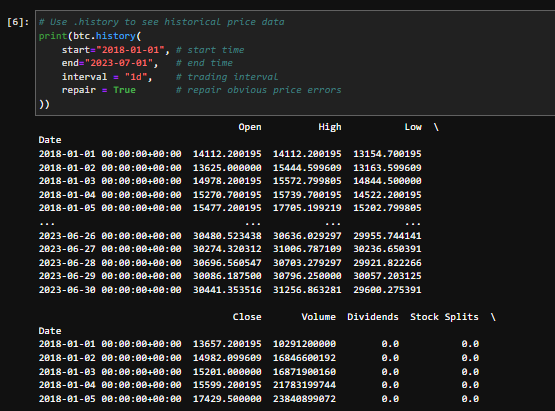 [6]: # Use .history to see historical price data
print(btc.history(
start="2018-01-01", # start time
end="2023-07-01", # end time
interval = "1d", # trading interval
repair = True # repair obvious price errors
))
Open High Low \
Date
2018-01-01 00:00:00+00:00 14112.200195 14112.200195 13154.700195
2018-01-02 00:00:00+00:00 13625.000000 15444.599609 13163.599609
2018-01-03 00:00:00+00:00 14978.200195 15572.799805 14844.500000
2018-01-04 00:00:00+00:00 15270.700195 15739.700195 14522.200195
2018-01-05 00:00:00+00:00 15477.200195 17705.199219 15202.799805
... ... ... ...
2023-06-26 00:00:00+00:00 30480.523438 30636.029297 29955.744141
2023-06-27 00:00:00+00:00 30274.320312 31006.787109 30236.650391
2023-06-28 00:00:00+00:00 30696.560547 30703.279297 29921.822266
2023-06-29 00:00:00+00:00 30086.187500 30796.250000 30057.203125
2023-06-30 00:00:00+00:00 30441.353516 31256.863281 29600.275391
Close Volume Dividends Stock Splits \
Date
2018-01-01 00:00:00+00:00 13657.200195 10291200000 0.0 0.0
2018-01-02 00:00:00+00:00 14982.099609 16846600192 0.0 0.0
2018-01-03 00:00:00+00:00 15201.000000 16871900160 0.0 0.0
2018-01-04 00:00:00+00:00 15599.200195 21783199744 0.0 0.0
2018-01-05 00:00:00+00:00 17429.500000 23840899072 0.0 0.0